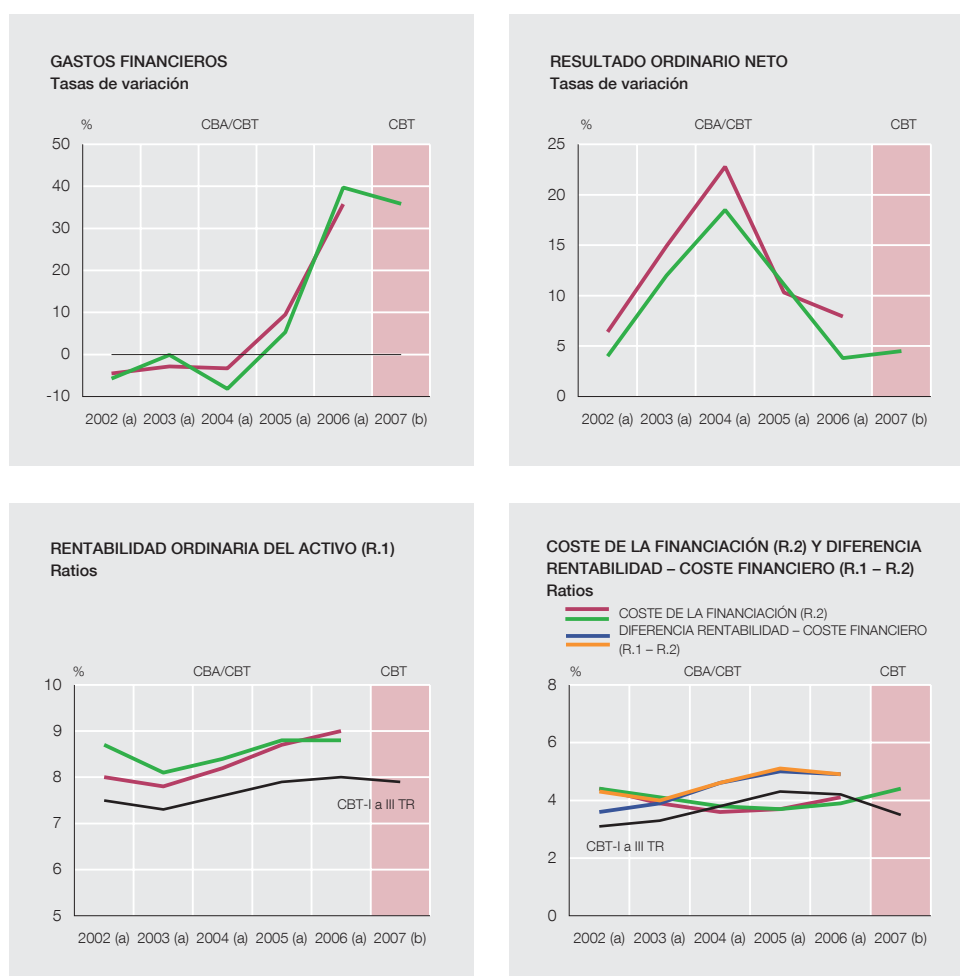 GASTOS FINANCIEROS
Tasas de variación
% CBA/CBT CBT
50
40
30
20
10
0
-10
2002 (a) 2003 (a) 2004 (a) 2005 (a) 2006 (a) 2007 (b)
RESULTADO ORDINARIO NETO
Tasas de variación
% CBA/CBT CBT
25
20
15
10
5
0
2002 (a) 2003 (a) 2004 (a) 2005 (a) 2006 (a) 2007 (b)
RENTABILIDAD ORDINARIA DEL ACTIVO (R.1)
Ratios
% CBA/CBT CBT
10
9
8
CBT-I a III TR
7
6
5
2002 (a) 2003 (a) 2004 (a) 2005 (a) 2006 (a) 2007 (b)
COSTE DE LA FINANCIACIÓN (R.2) Y DIFERENCIA
RENTABILIDAD – COSTE FINANCIERO (R.1 – R.2)
Ratios
COSTE DE LA FINANCIACIÓN (R.2)
DIFERENCIA RENTABILIDAD – COSTE FINANCIERO
(R.1 – R.2)
% CBA/CBT CBT
8
6
4
CBT-I a III TR
2
0
2002 (a) 2003 (a) 2004 (a) 2005 (a) 2006 (a) 2007 (b)